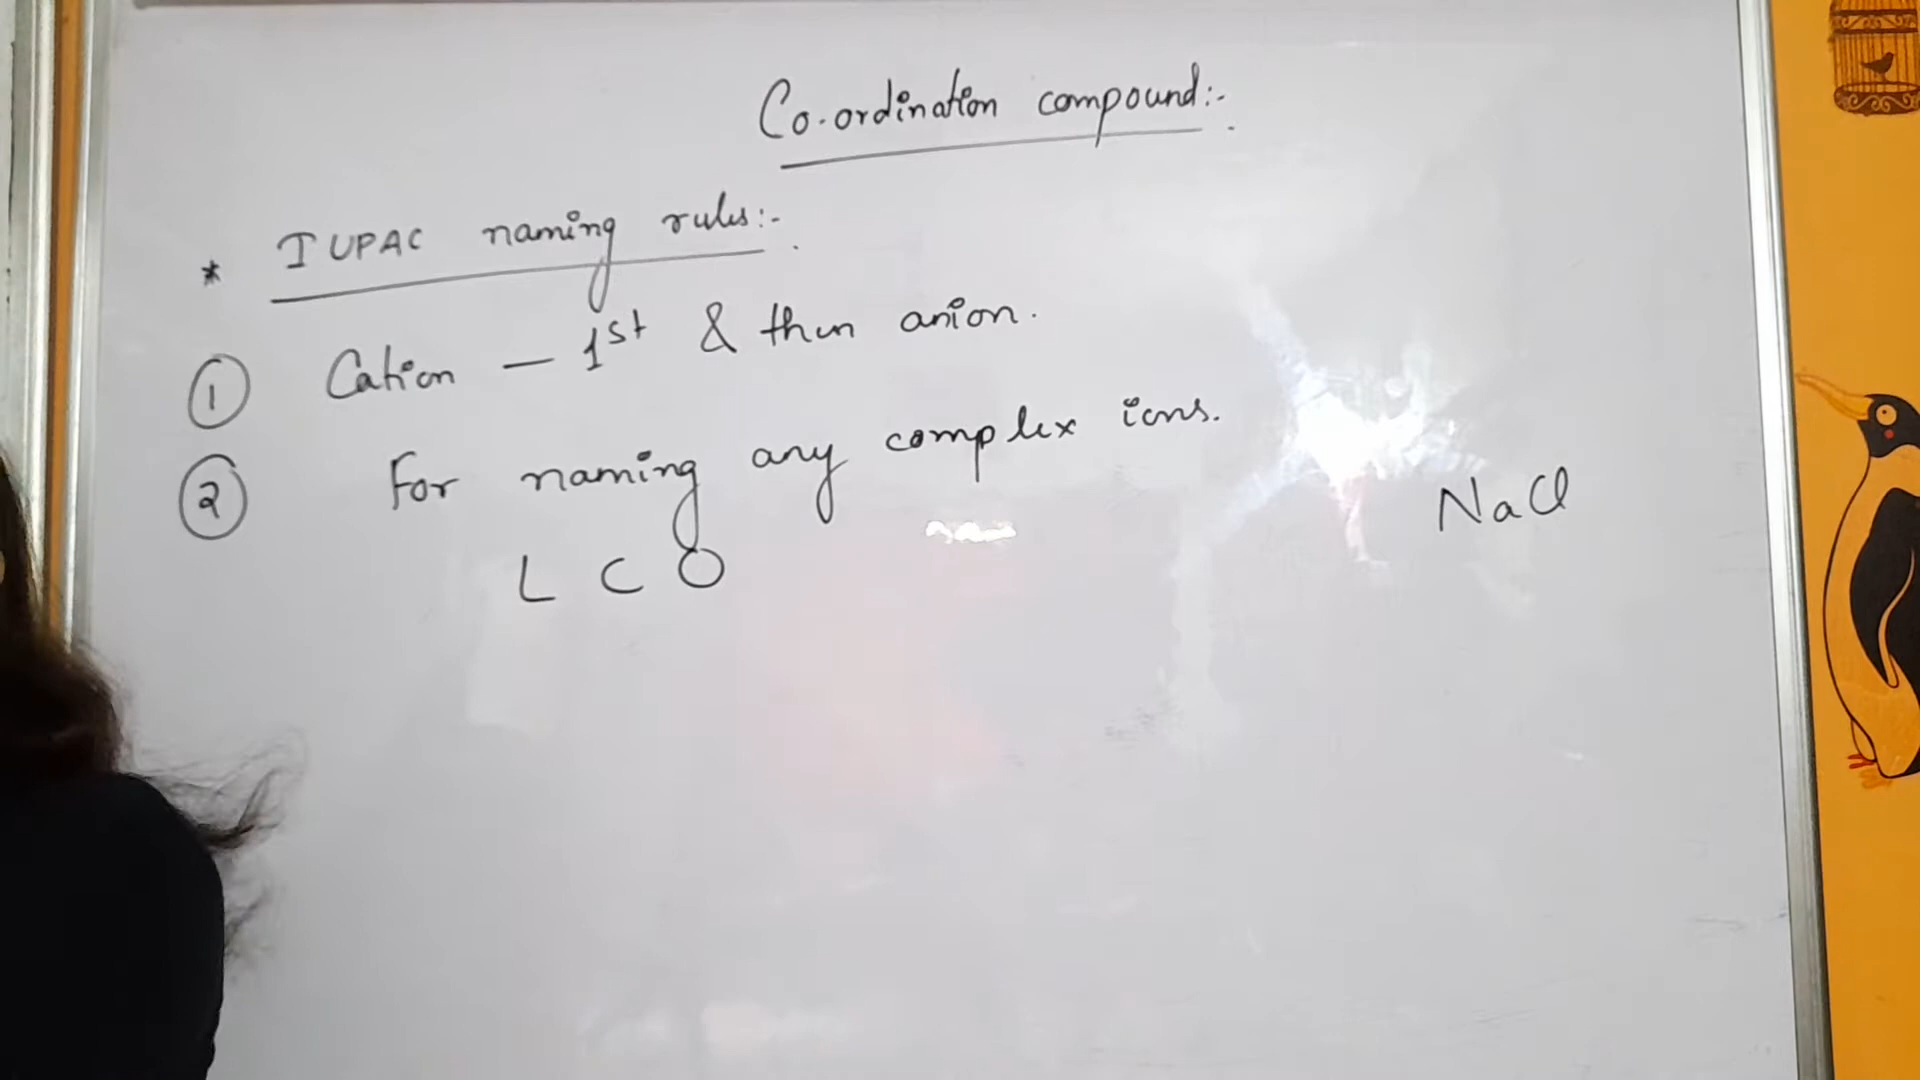 Co-ordination compound:-
* IUPAC naming rules:-
① Cation — 1st & then anion.
② For naming any complex ions.
NaCl
L C O